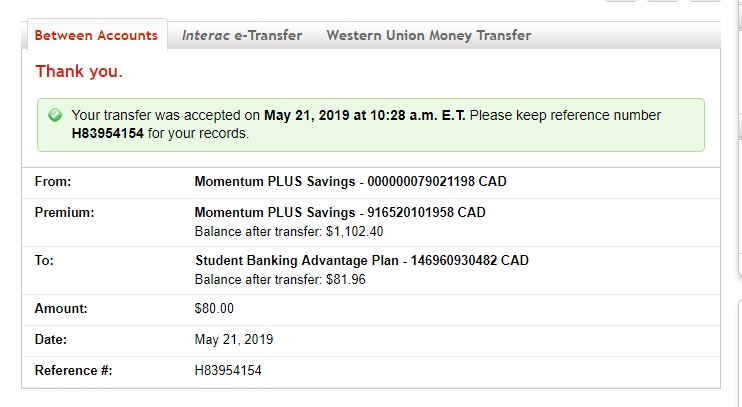 Between Accounts Interac e-Transfer Western Union Money Transfer
Thank you.
Your transfer was accepted on May 21, 2019 at 10:28 a.m. E.T. Please keep reference number
H83954154 for your records.
From: Momentum PLUS Savings - 000000079021198 CAD
Premium: Momentum PLUS Savings - 916520101958 CAD
Balance after transfer: $1,102.40
To: Student Banking Advantage Plan - 146960930482 CAD
Balance after transfer: $81.96
Amount: $80.00
Date: May 21, 2019
Reference #: H83954154